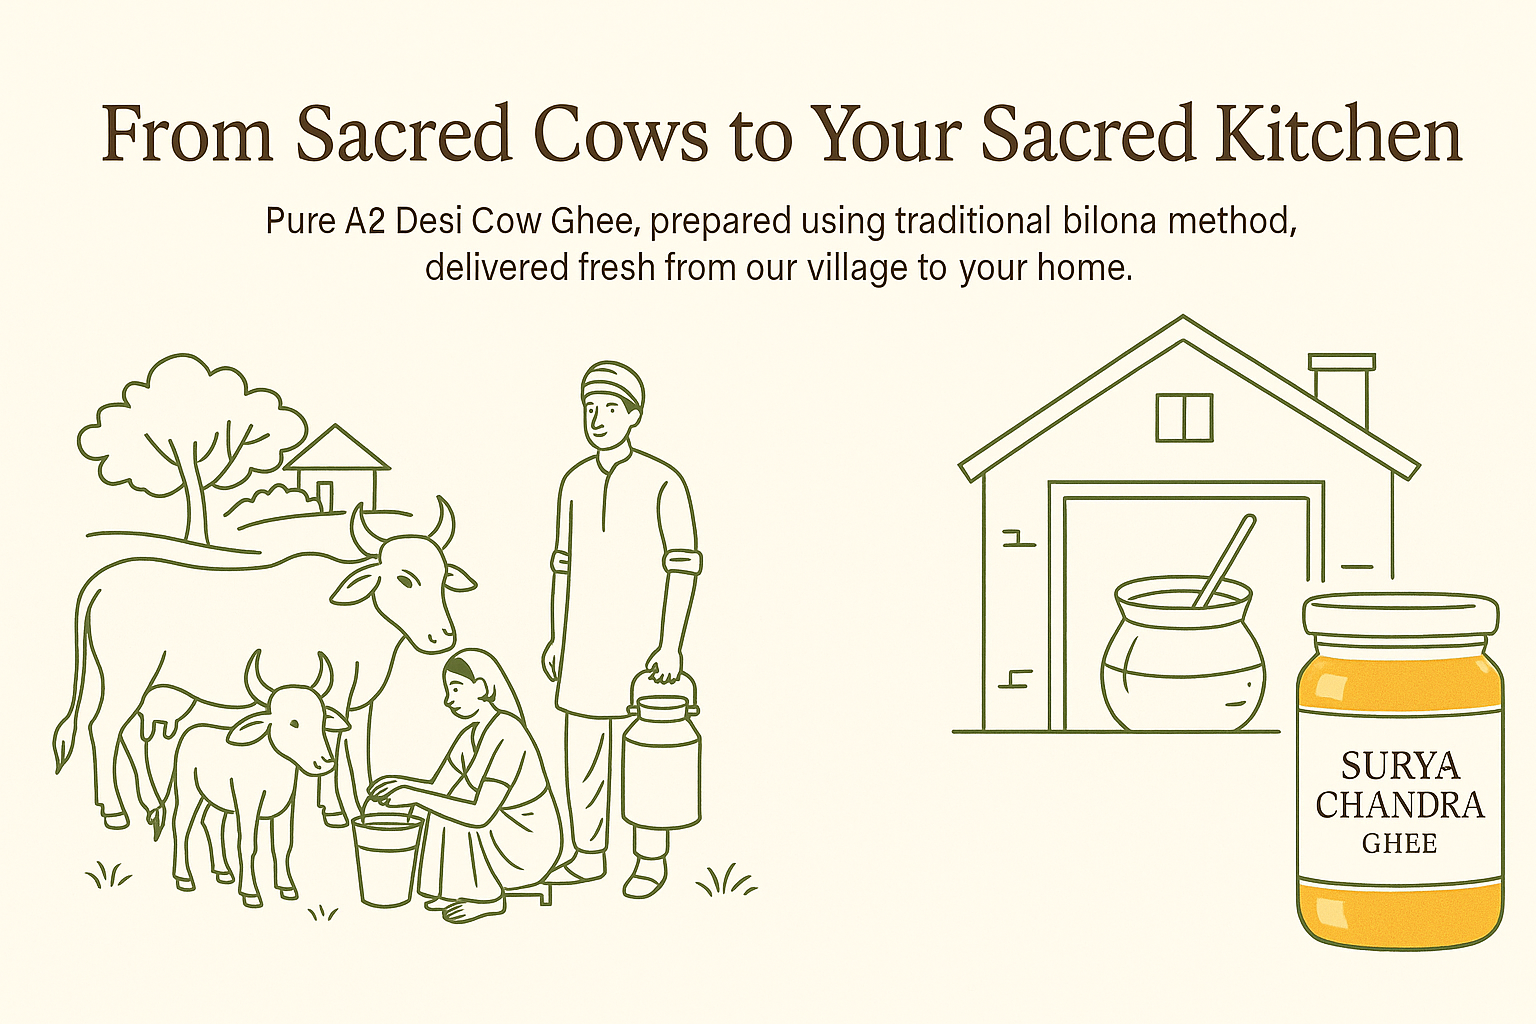 From Sacred Cows to Your Sacred Kitchen
Pure A2 Desi Cow Ghee, prepared using traditional bilona method,
delivered fresh from our village to your home.
SURYA
CHANDRA
GHEE